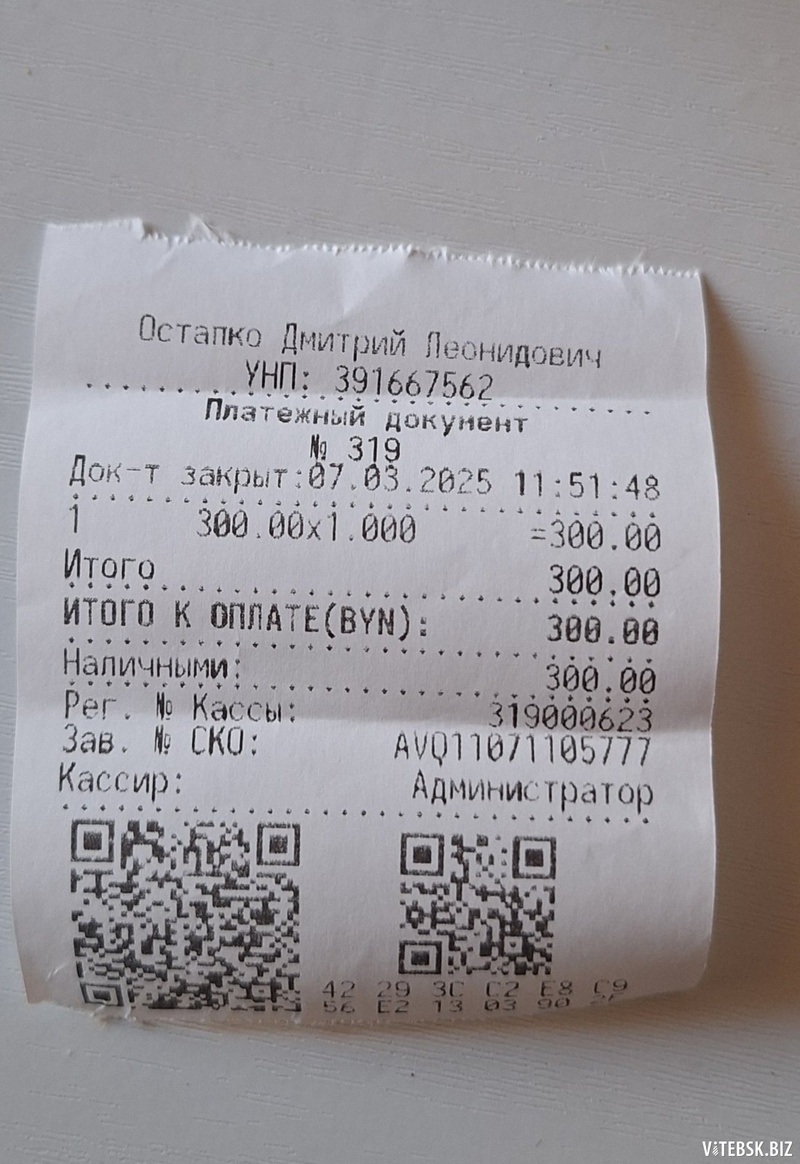 Остапко Дмитрий Леонидович
УНП: 391667562
Платежный документ
№ 319
Док-т закрыт:07.03.2025 11:51:48
1 300.00x1.000 =300.00
Итого 300.00
ИТОГО К ОПЛАТЕ(BYN): 300.00
Наличными: 300.00
Рег. № Кассы: 319000623
Зав. № СКО: AVQ11071105777
Кассир: Администратор
42 29 3C C2 E8 C9
56 E2 13 03 90
VITEBSK.BIZ